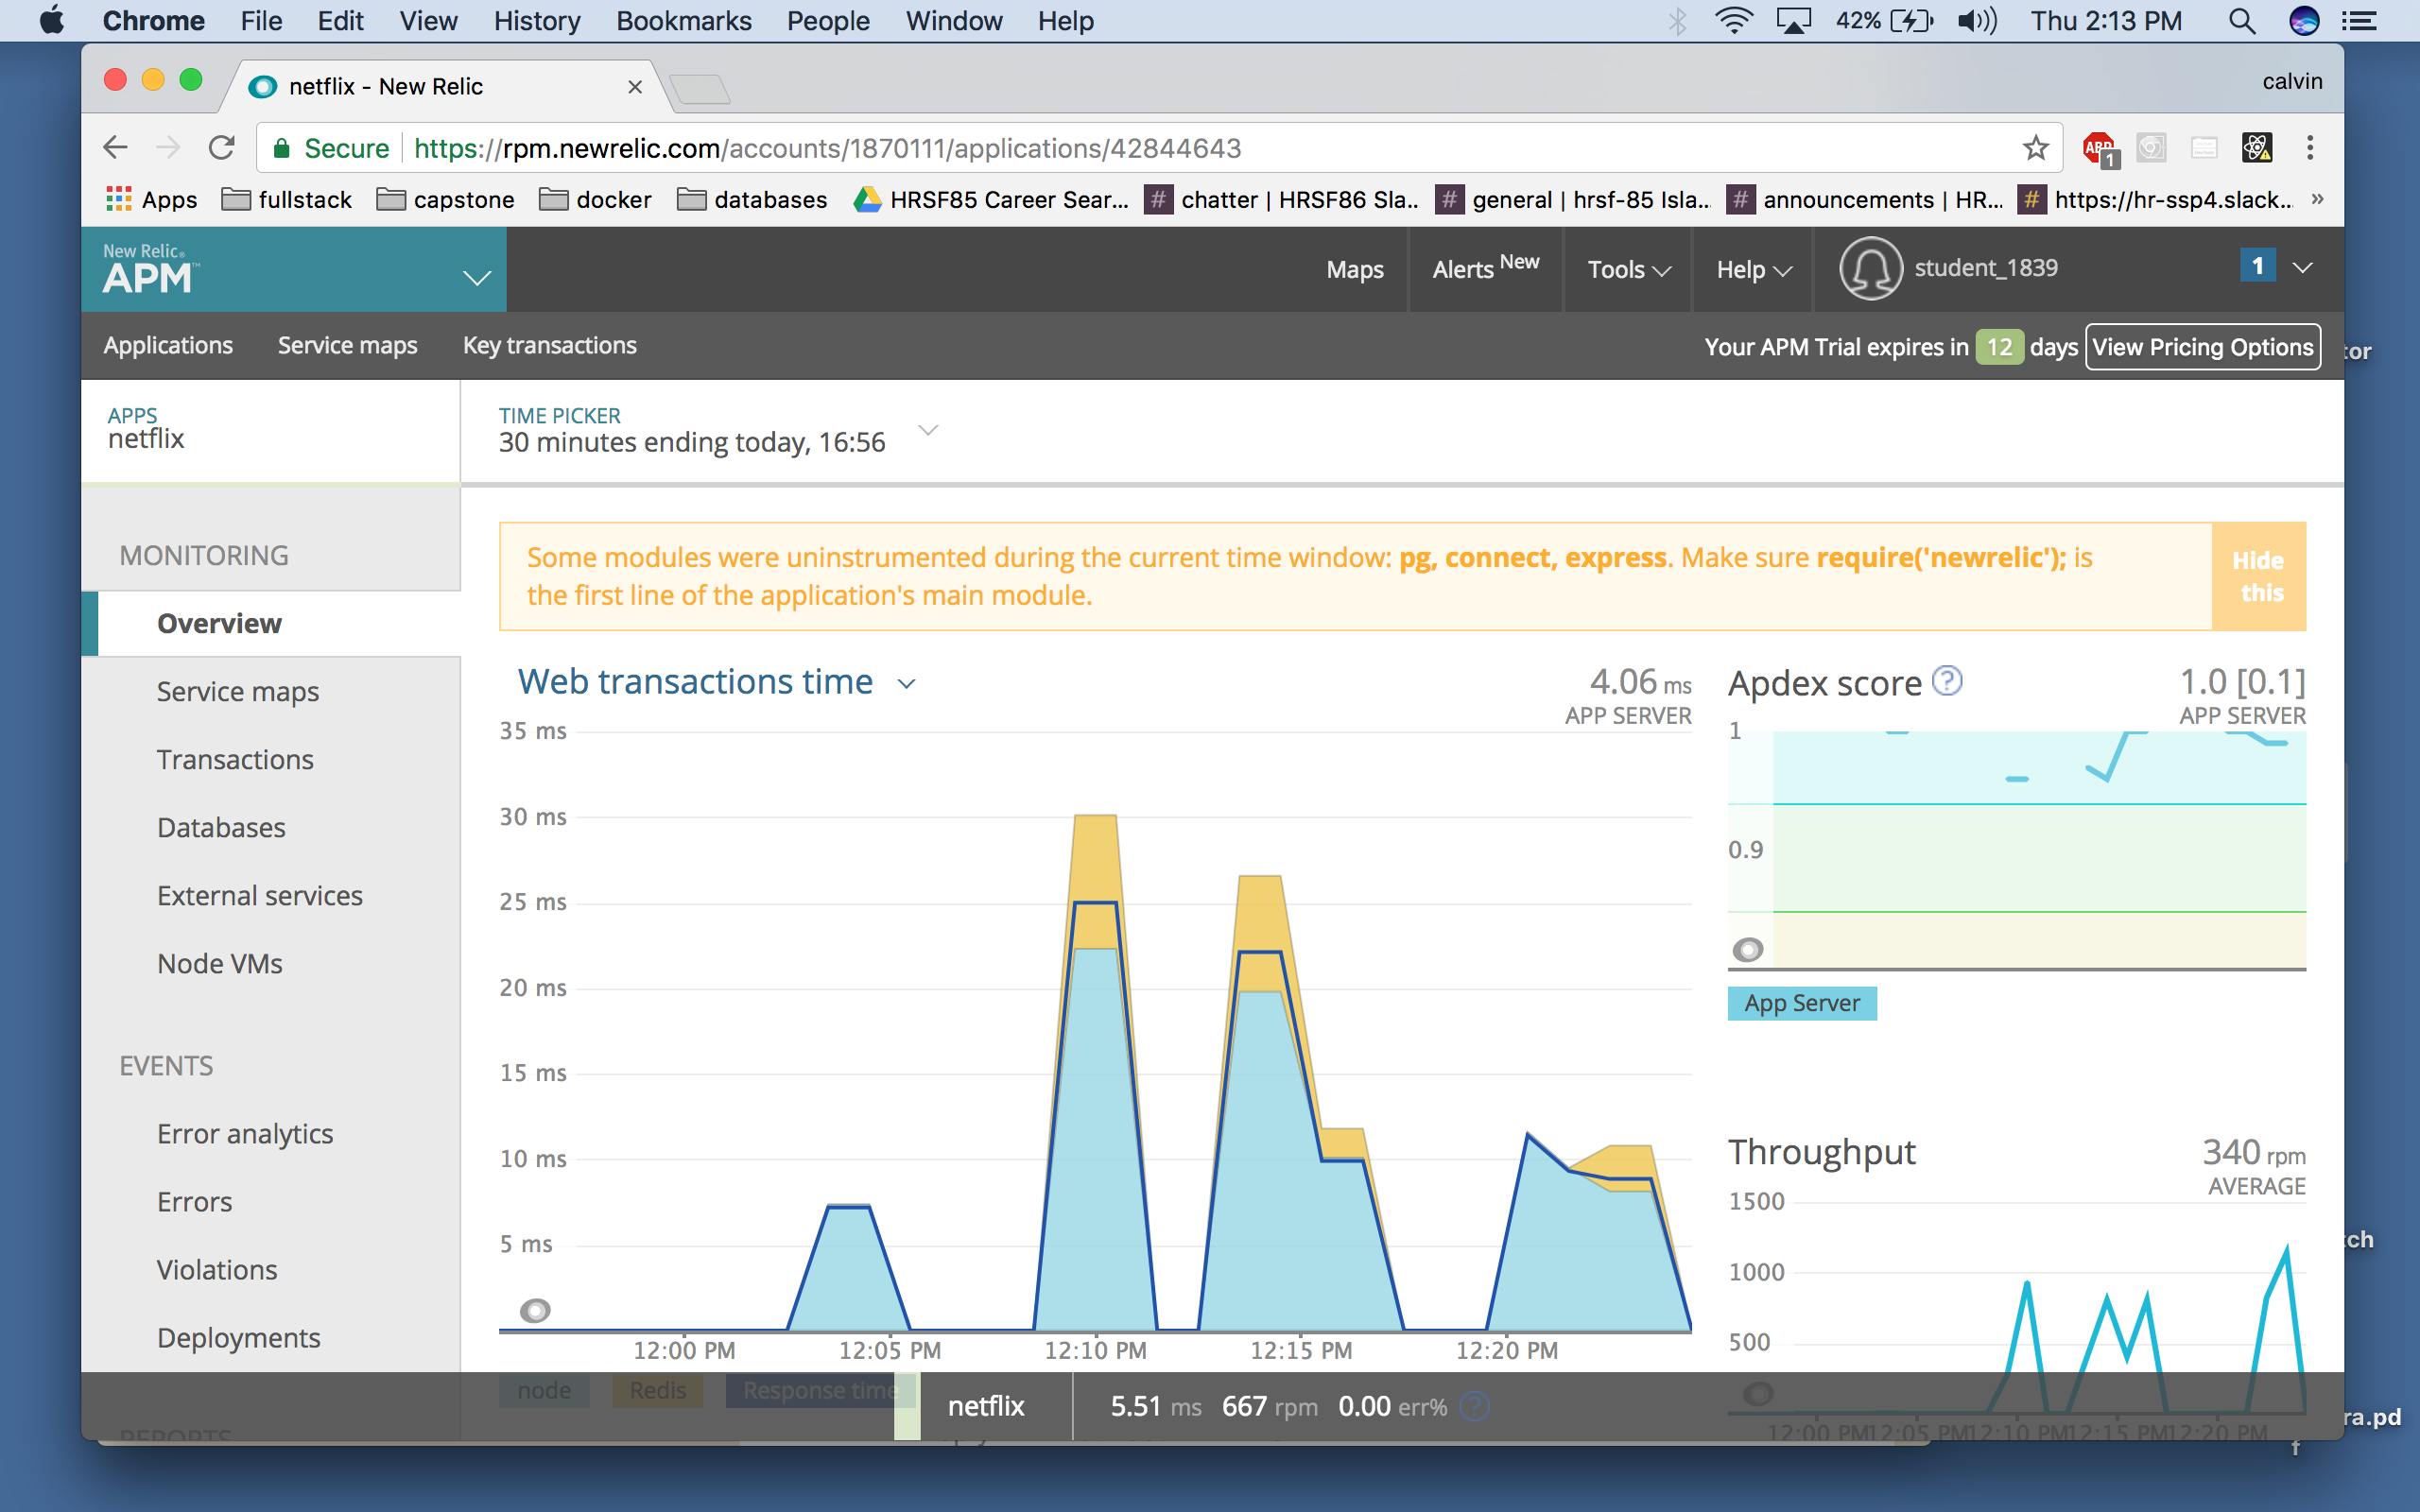 Chrome File Edit View History Bookmarks People Window Help 42% Thu 2:13 PM
netflix - New Relic calvin
Secure https://rpm.newrelic.com/accounts/1870111/applications/42844643 ABP 1
Apps fullstack capstone docker databases HRSF85 Career Sear... # chatter | HRSF86 Sla.. # general | hrsf-85 Isla... # announcements | HR... # https://hr-ssp4.slack... »
New Relic®
APM™ Maps Alerts New Tools Help student_1839 1
Applications Service maps Key transactions Your APM Trial expires in 12 days View Pricing Options
tor
APPS
netflix
TIME PICKER
30 minutes ending today, 16:56
MONITORING
Overview
Service maps
Transactions
Databases
External services
Node VMs
EVENTS
Error analytics
Errors
Violations
Deployments
REPORTS
Some modules were uninstrumented during the current time window: pg, connect, express. Make sure require('newrelic'); is
the first line of the application's main module.
Hide
this
Web transactions time 4.06 ms
APP SERVER
35 ms
30 ms
25 ms
20 ms
15 ms
10 ms
5 ms
12:00 PM 12:05 PM 12:10 PM 12:15 PM 12:20 PM
node Redis Response time
Apdex score ? 1.0 [0.1]
APP SERVER
1
0.9
App Server
Throughput 340 rpm
AVERAGE
1500
1000
500
12:00 PM 12:05 PM 12:10 PM 12:15 PM 12:20 PM
netflix 5.51 ms 667 rpm 0.00 err% ?
tch
ra.pd
f